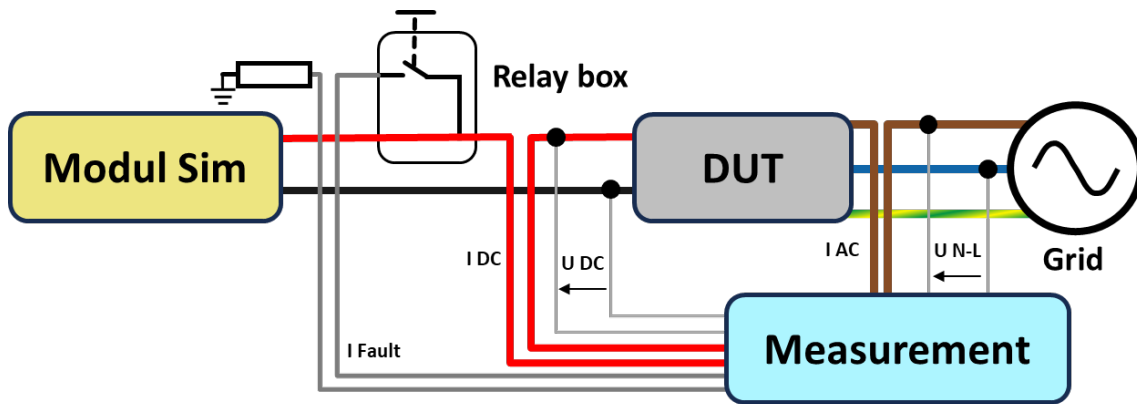 Relay box
Modul Sim
DUT
I DC
U DC
I AC
U N-L
Grid
I Fault
Measurement